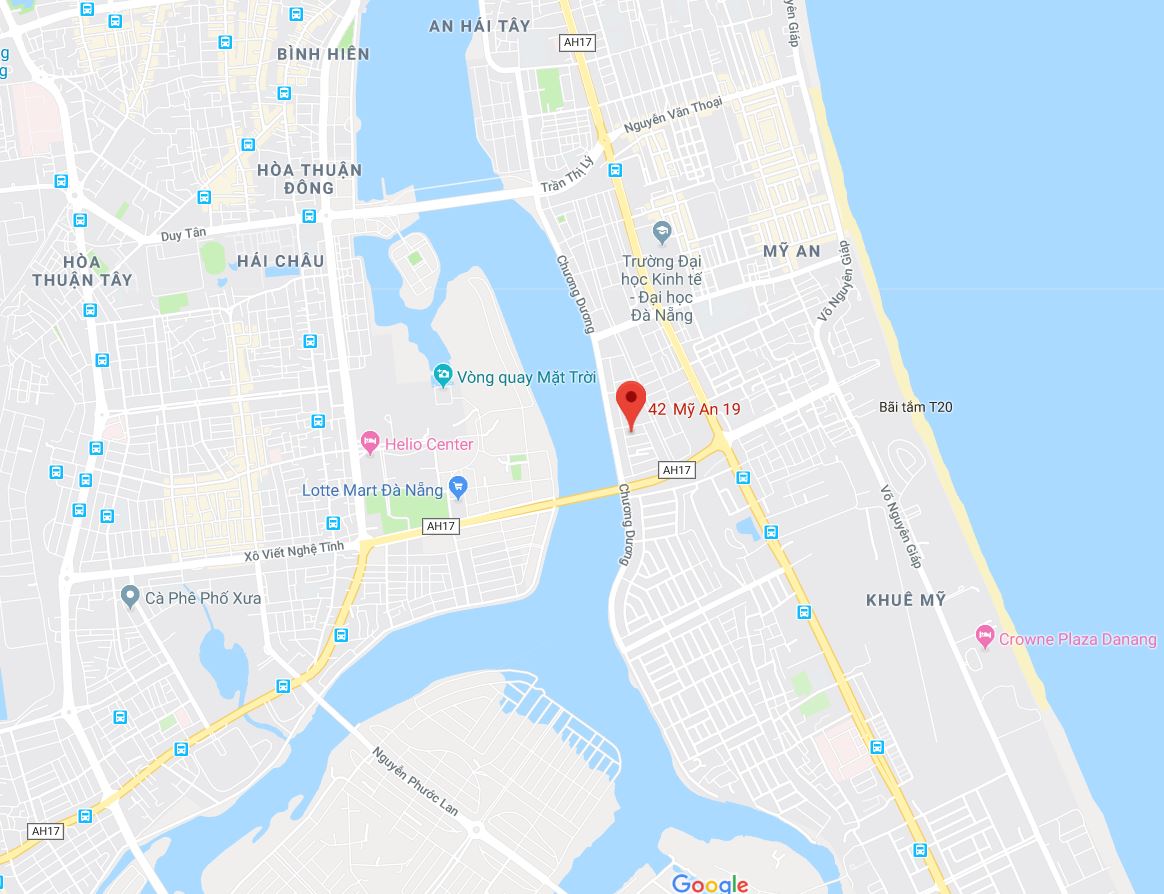 AN HẢI TÂY
AH17
Nguyên Giáp
BÌNH HIÊN
Nguyễn Văn Thoại
HÒA THUẬN
ĐÔNG
Trần Thị Lý
Duy Tân
HẢI CHÂU
HÒA
THUẬN TÂY
Trường Đại
học Kinh tế
- Đại học
Đà Nẵng
MỸ AN
Chương Dương
Võ Nguyên Giáp
Vòng quay Mặt Trời
42 Mỹ An 19
Bãi tắm T20
Helio Center
AH17
Lotte Mart Đà Nẵng
Chương Dương
Võ Nguyên Giáp
AH17
Xô Viết Nghệ Tĩnh
Cà Phê Phố Xưa
KHUÊ MỸ
Crowne Plaza Danang
Nguyễn Phước Lan
AH17
Google